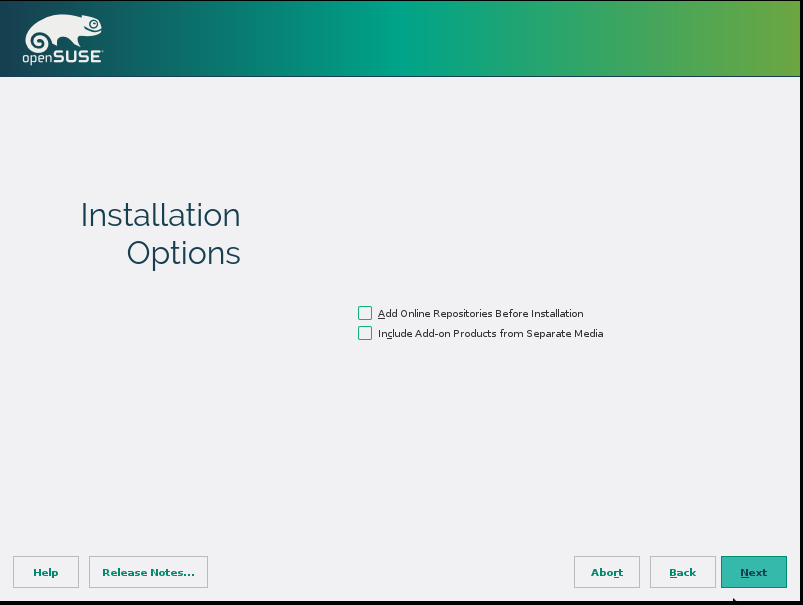 openSUSE
Installation
Options
Add Online Repositories Before Installation
Include Add-on Products from Separate Media
Help
Release Notes...
Abort
Back
Next